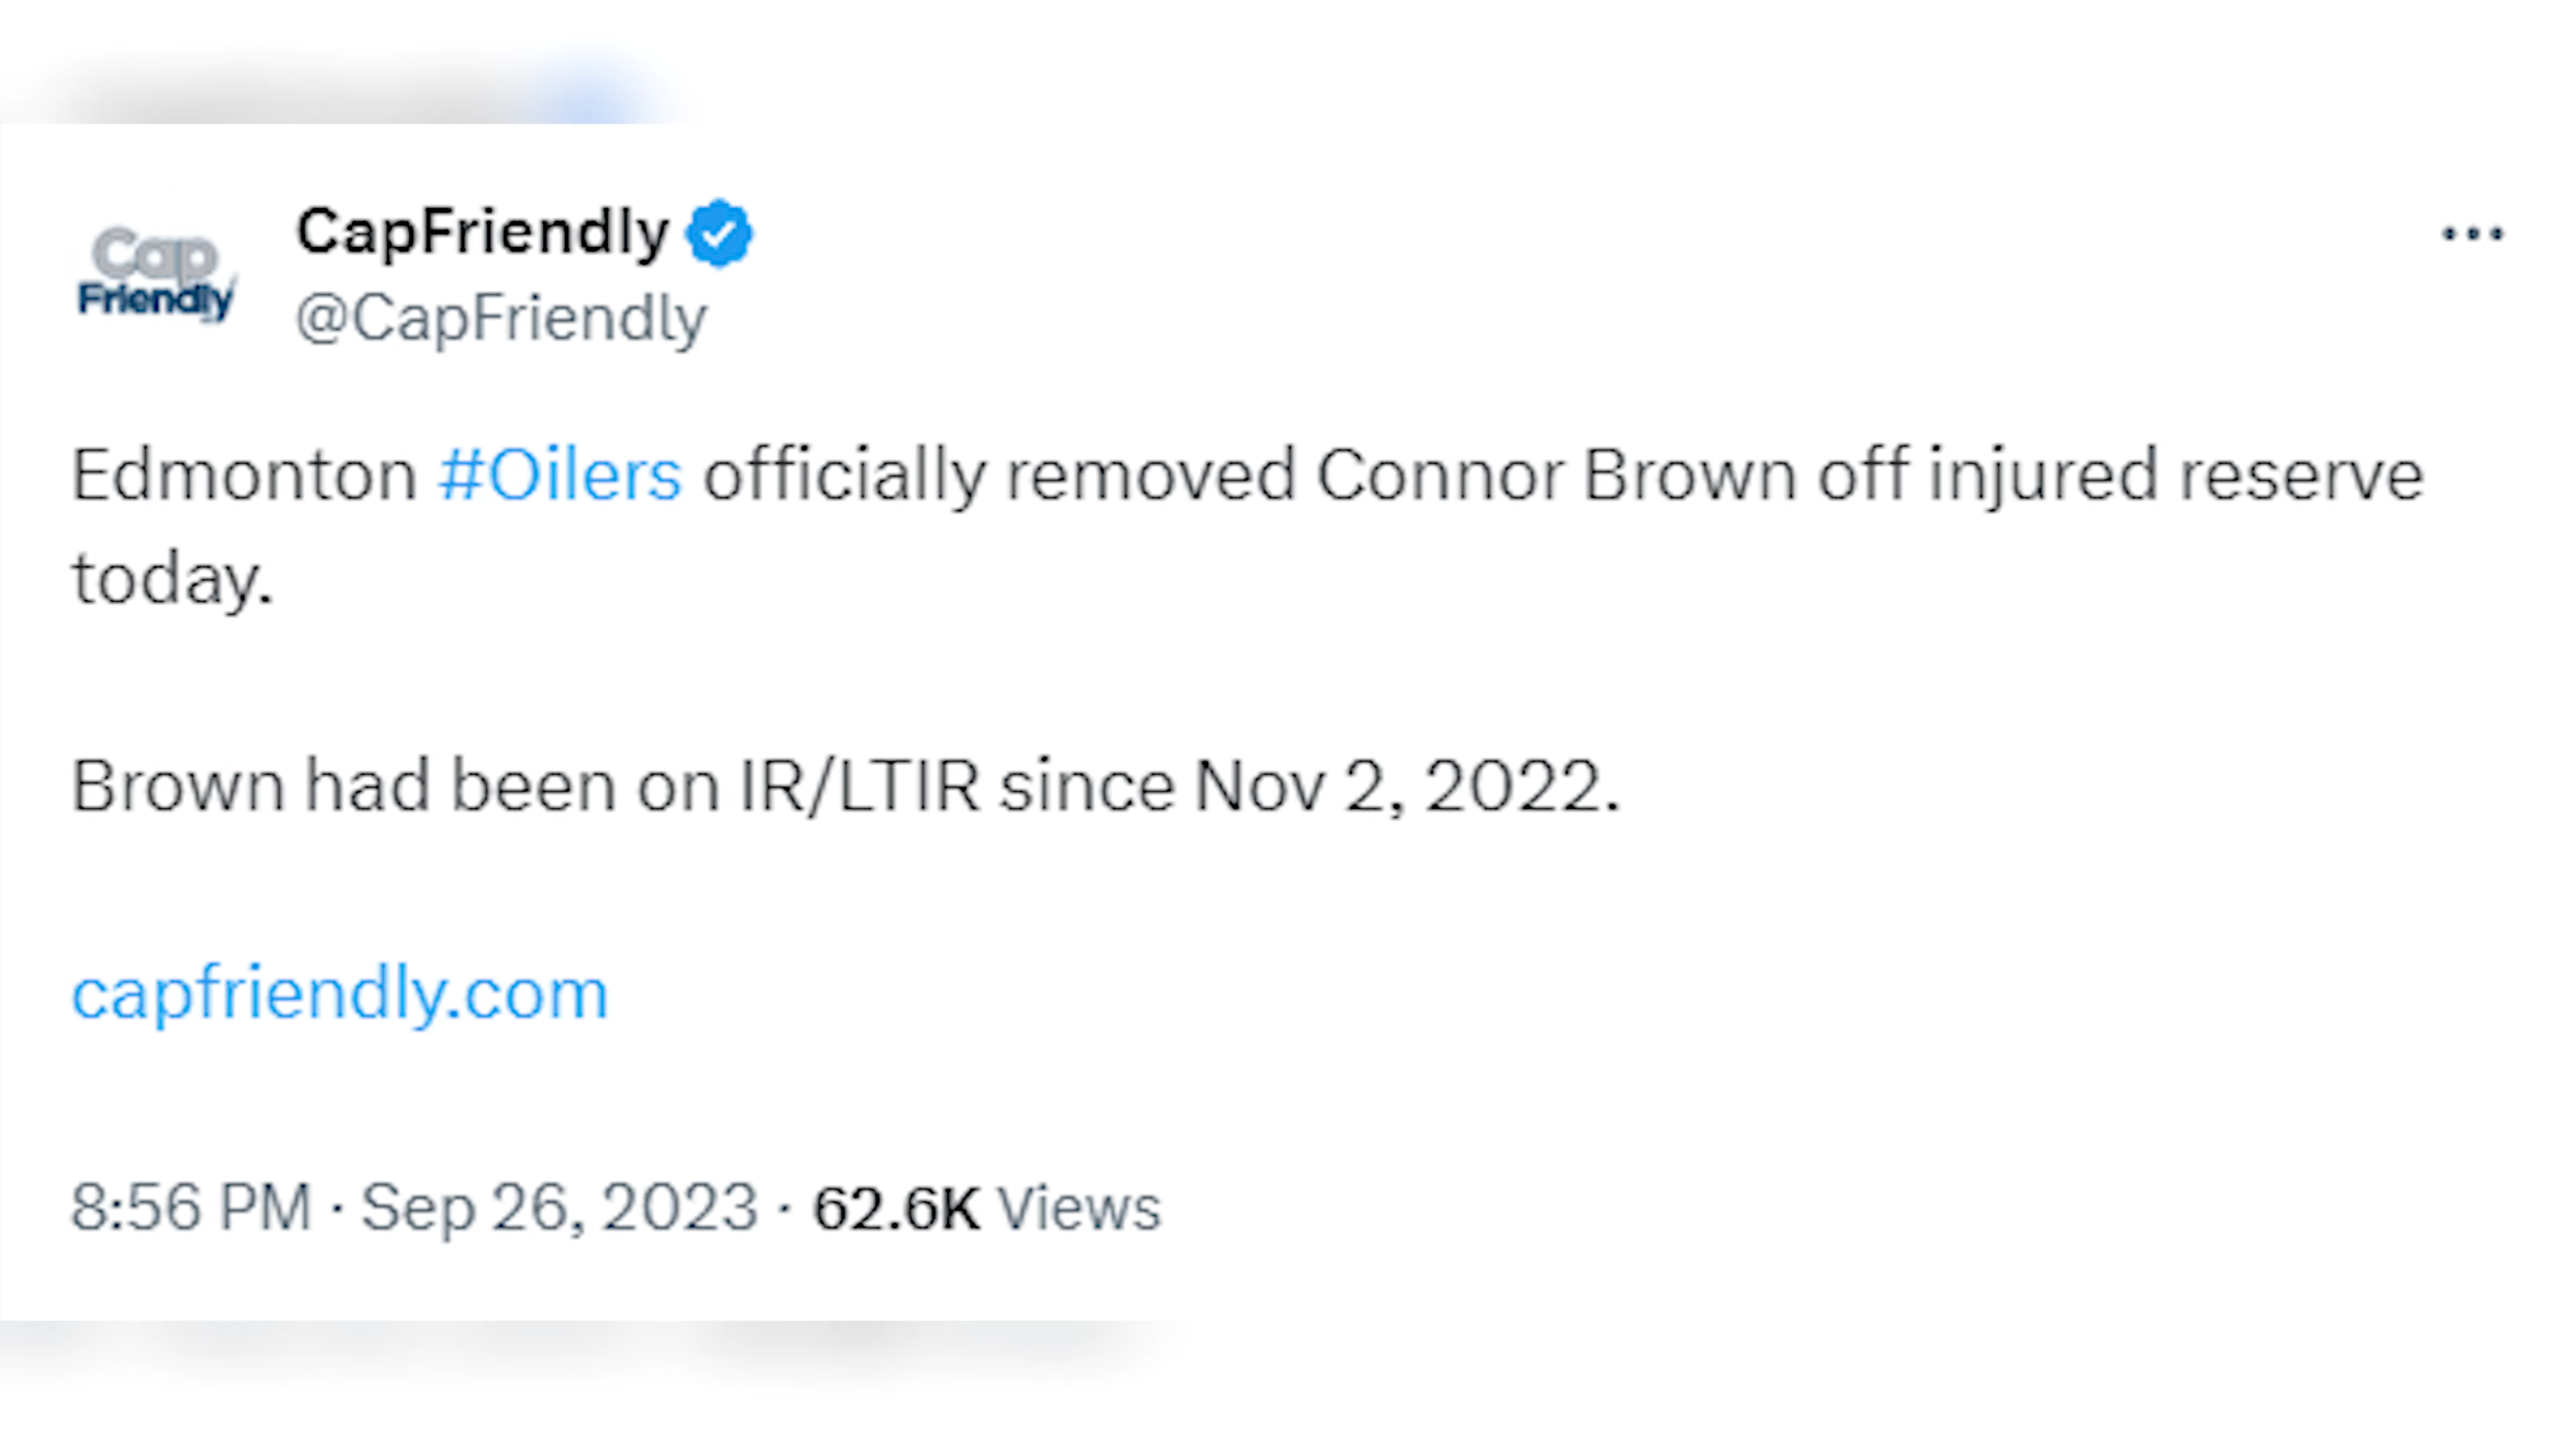 Cap
Friendly
CapFriendly
@CapFriendly
Edmonton #Oilers officially removed Connor Brown off injured reserve
today.
Brown had been on IR/LTIR since Nov 2, 2022.
capfriendly.com
8:56 PM · Sep 26, 2023 · 62.6K Views